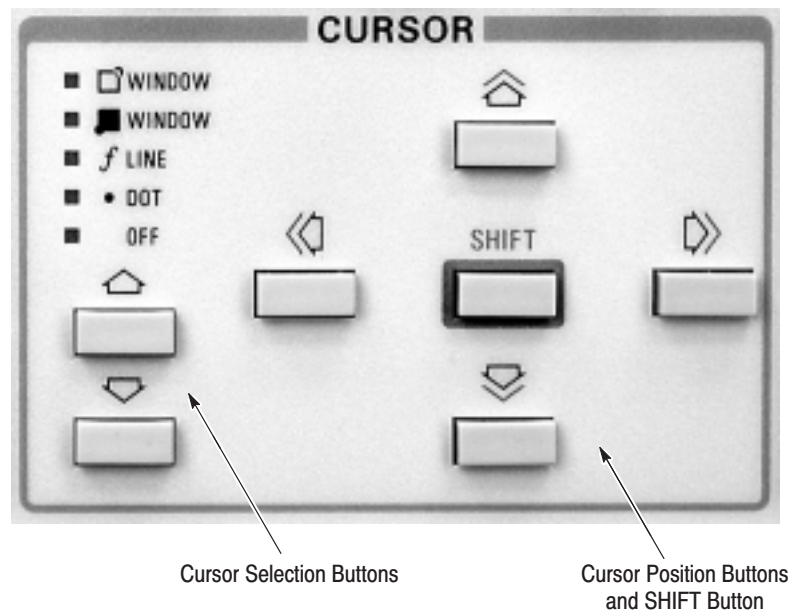 CURSOR
WINDOW
WINDOW
f LINE
• DOT
OFF
SHIFT
Cursor Selection Buttons
Cursor Position Buttons
and SHIFT Button